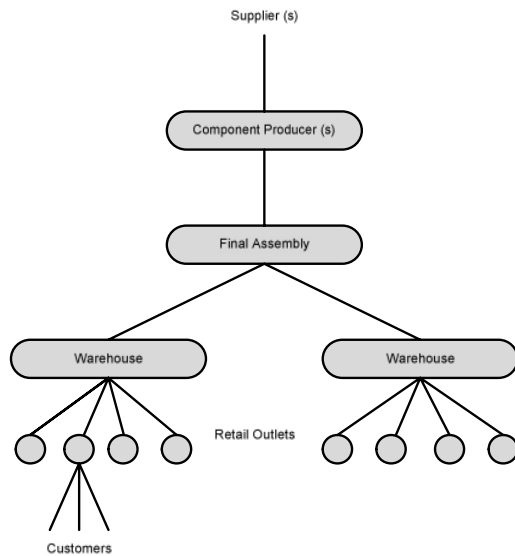 Supplier (s)
Component Producer (s)
Final Assembly
Warehouse
Warehouse
Retail Outlets
Customers